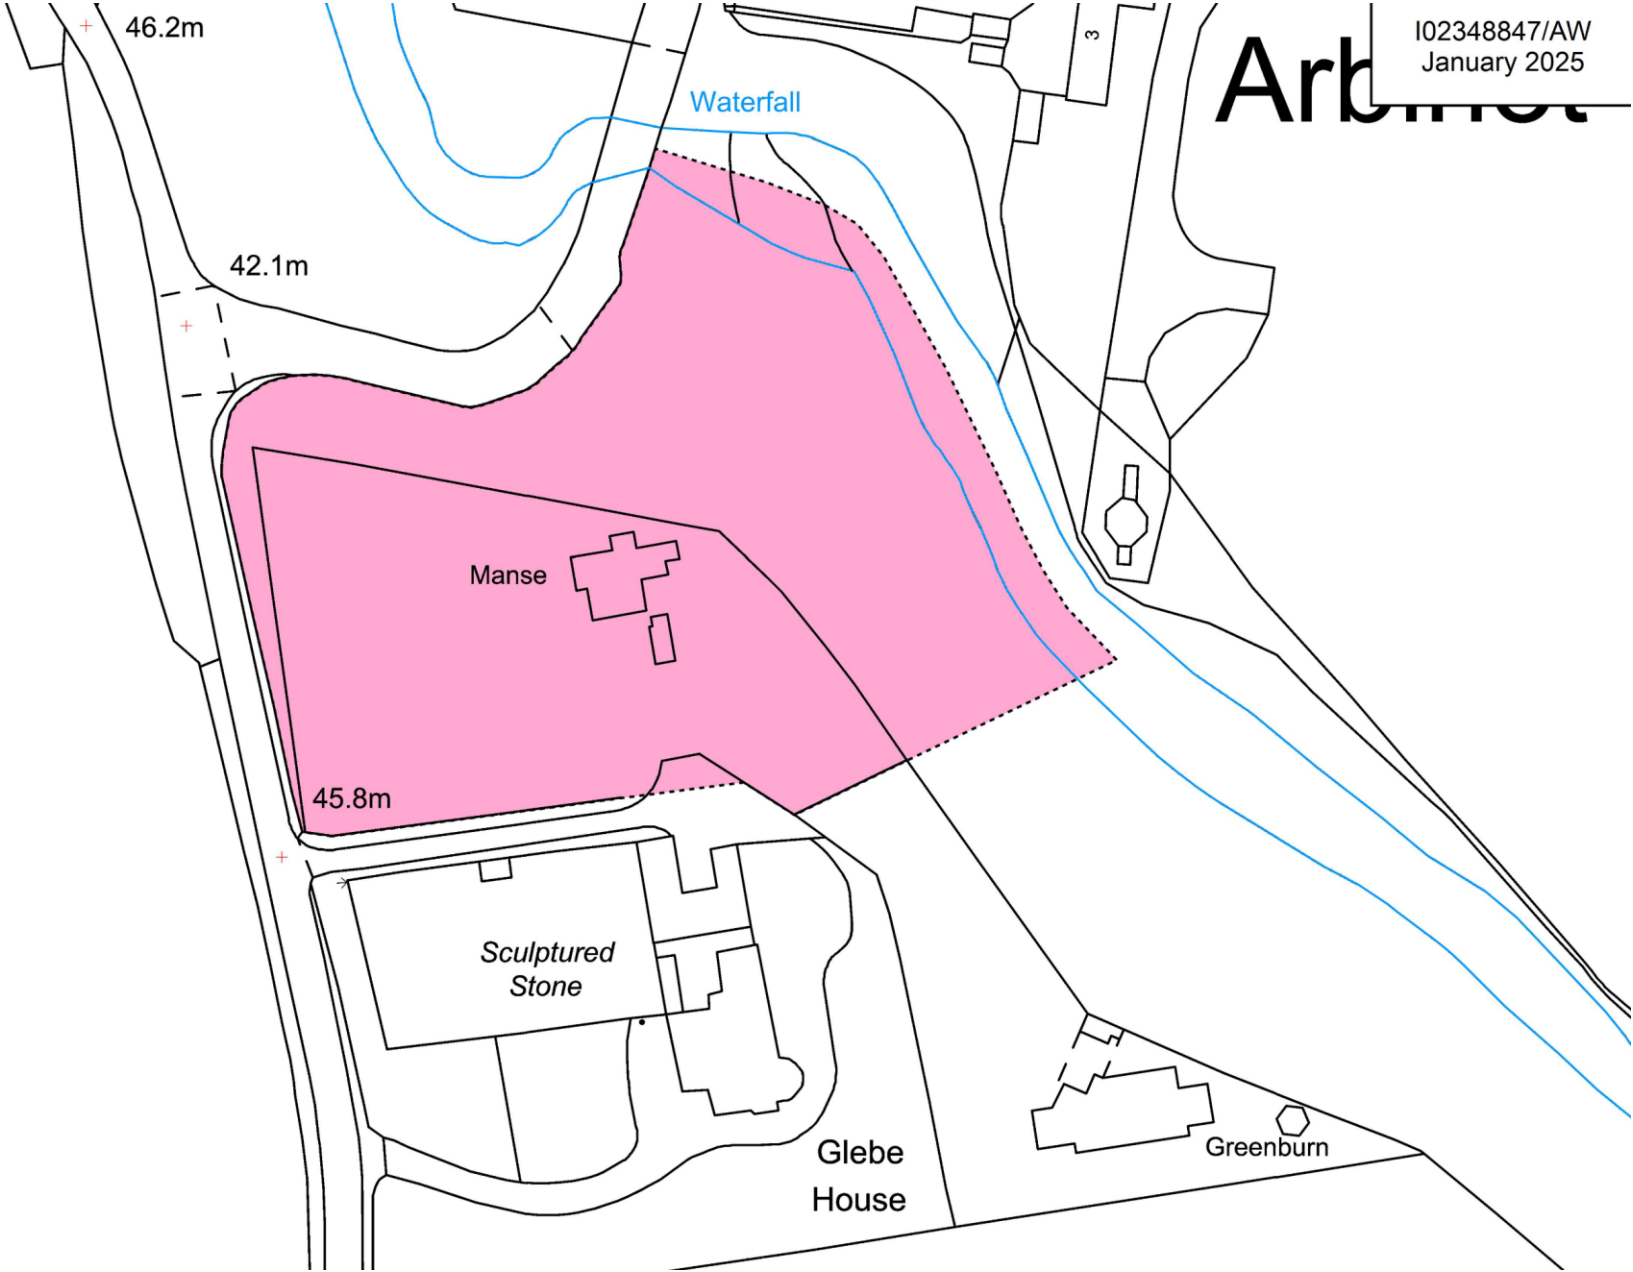 46.2m
3
I02348847/AW
January 2025
Waterfall
42.1m
Manse
45.8m
Sculptured
Stone
Glebe
House
Greenburn